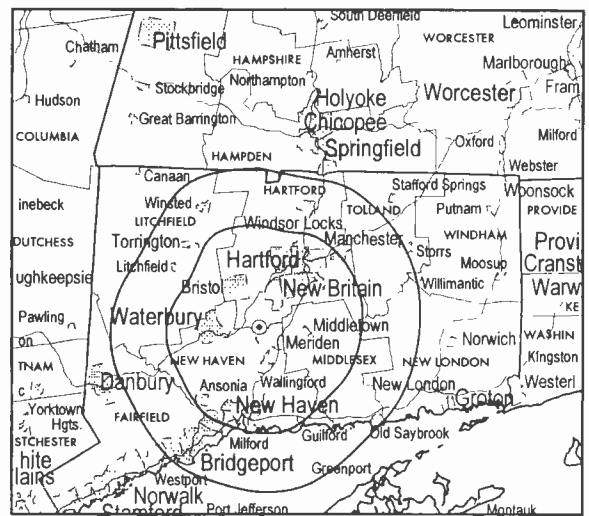 South Deerfield
Leominster
Chatham
Pittsfield
WORCESTER
HAMPSHIRE
Amherst
Marlborough
Stockbridge
Northampton
Fram
Hudson
Holyoke
Worcester
Great Barrington
Chicopee
COLUMBIA
Oxford
Milford
Springfield
HAMPDEN
Webster
Canaan
HARTFORD
Stafford Springs
Woonsock
inebeck
Winsted
TOLLAND
Putnam
PROVIDE
LITCHFIELD
Windsor Locks
DUTCHESS
Torrington
Manchester
WINDHAM
Provi
Storrs
Cranst
Litchfield
Hartford
Moosup
ughkeepsie
Bristol
New Britain
Willimantic
Warw
KE
Pawling
Waterbury
Middletown
on
Meriden
Norwich
WASHIN
TNAM
NEW HAVEN
MIDDLESEX
NEW LONDON
Kingston
c
Danbury
Ansonia
Wallingford
New London
Westerl
Yorktown
Hgts.
FAIRFIELD
New Haven
Groton
STCHESTER
Milford
Guilford
Old Saybrook
hite
lains
Bridgeport
Greenport
Westport
Norwalk
Stamford
Port Jefferson
Montauk